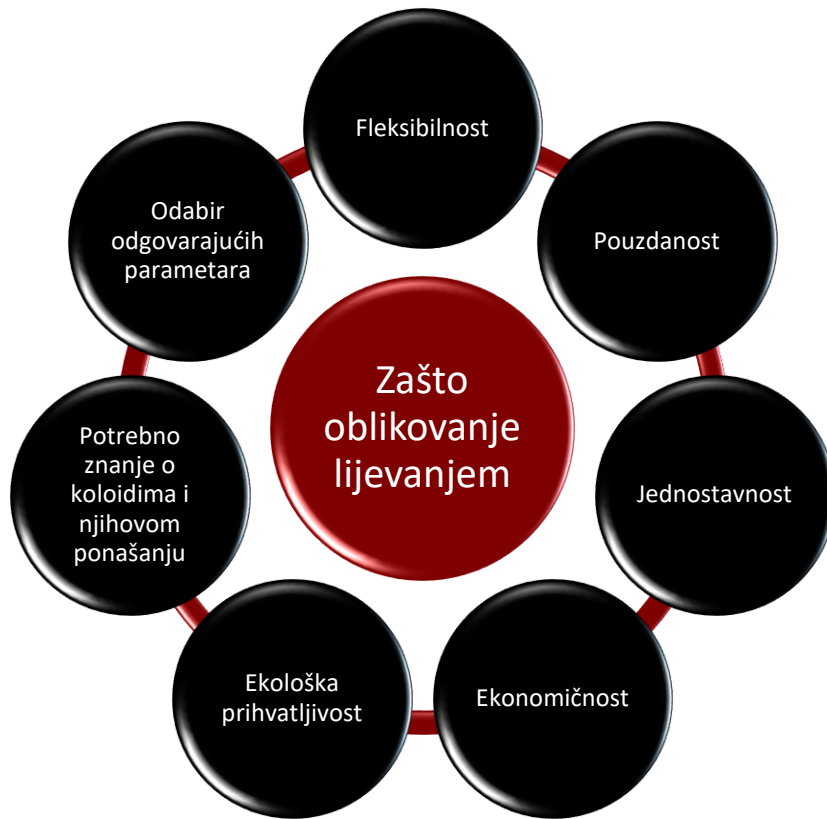 Zašto
oblikovanje
lijevanjem
Fleksibilnost
Pouzdanost
Jednostavnost
Ekonomičnost
Ekološka
prihvatljivost
Potrebno
znanje o
koloidima i
njihovom
ponašanju
Odabir
odgovarajućih
parametara